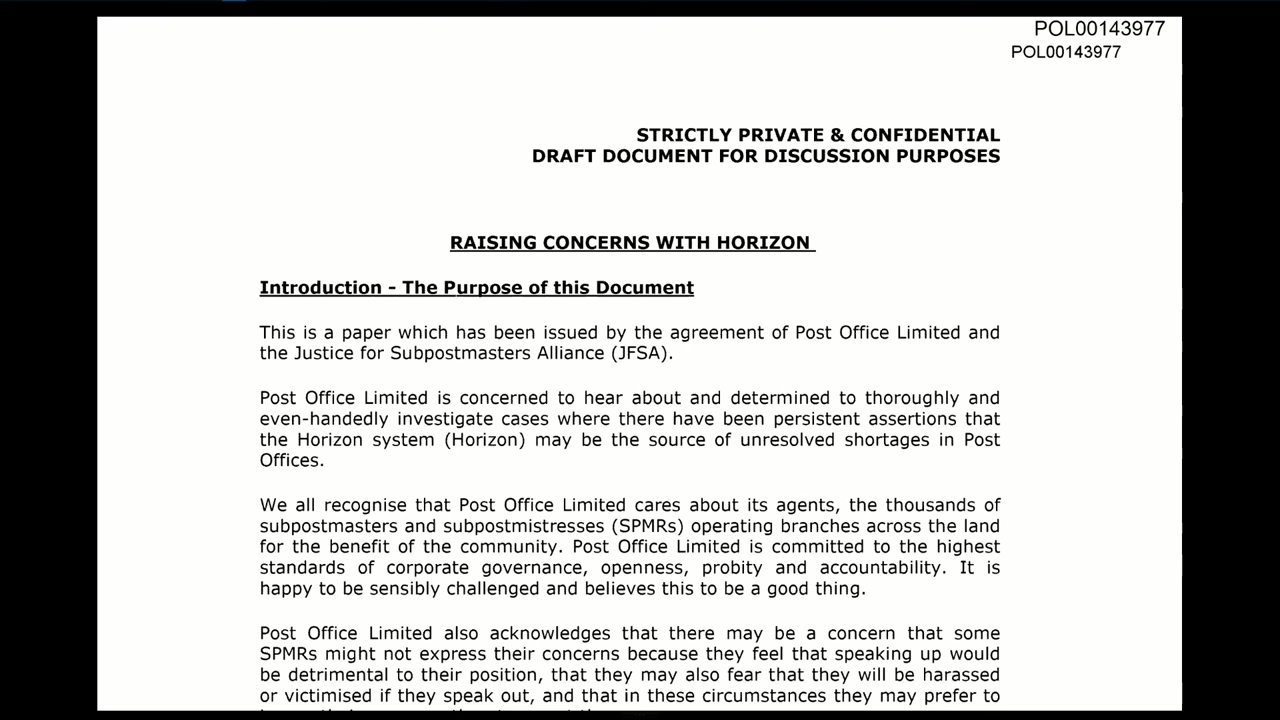 POL00143977
POL00143977
STRICTLY PRIVATE & CONFIDENTIAL
DRAFT DOCUMENT FOR DISCUSSION PURPOSES
RAISING CONCERNS WITH HORIZON
Introduction - The Purpose of this Document
This is a paper which has been issued by the agreement of Post Office Limited and
the Justice for Subpostmasters Alliance (JFSA).
Post Office Limited is concerned to hear about and determined to thoroughly and
even-handedly investigate cases where there have been persistent assertions that
the Horizon system (Horizon) may be the source of unresolved shortages in Post
Offices.
We all recognise that Post Office Limited cares about its agents, the thousands of
subpostmasters and subpostmistresses (SPMRs) operating branches across the land
for the benefit of the community. Post Office Limited is committed to the highest
standards of corporate governance, openness, probity and accountability. It is
happy to be sensibly challenged and believes this to be a good thing.
Post Office Limited also acknowledges that there may be a concern that some
SPMRs might not express their concerns because they feel that speaking up would
be detrimental to their position, that they may also fear that they will be harassed
or victimised if they speak out, and that in these circumstances they may prefer to